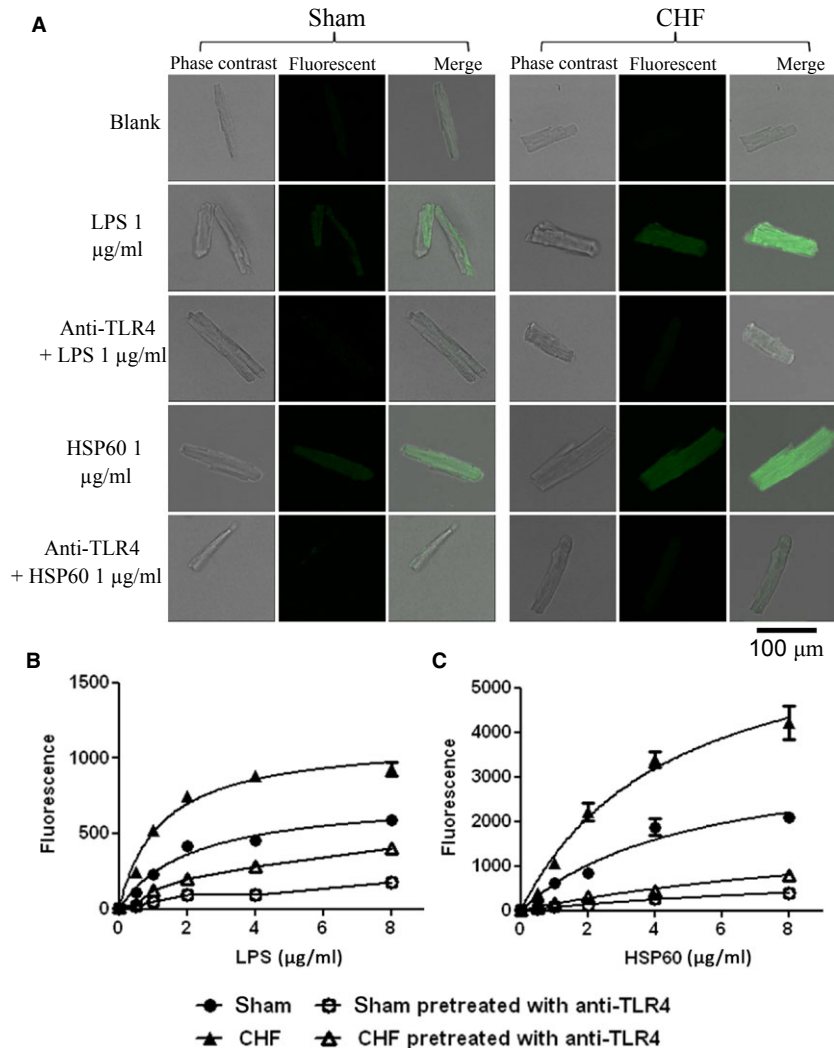 A
Sham CHF
Phase contrast Fluorescent Merge Phase contrast Fluorescent Merge
Blank
LPS 1
µg/ml
Anti-TLR4
+ LPS 1 µg/ml
HSP60 1
µg/ml
Anti-TLR4
+ HSP60 1 µg/ml
100 µm
B
1500
1000
500
0
Fluorescence
0 2 4 6 8
LPS (µg/ml)
C
5000
4000
3000
2000
1000
0
Fluorescence
0 2 4 6 8
HSP60 (µg/ml)
Sham Sham pretreated with anti-TLR4
CHF CHF pretreated with anti-TLR4